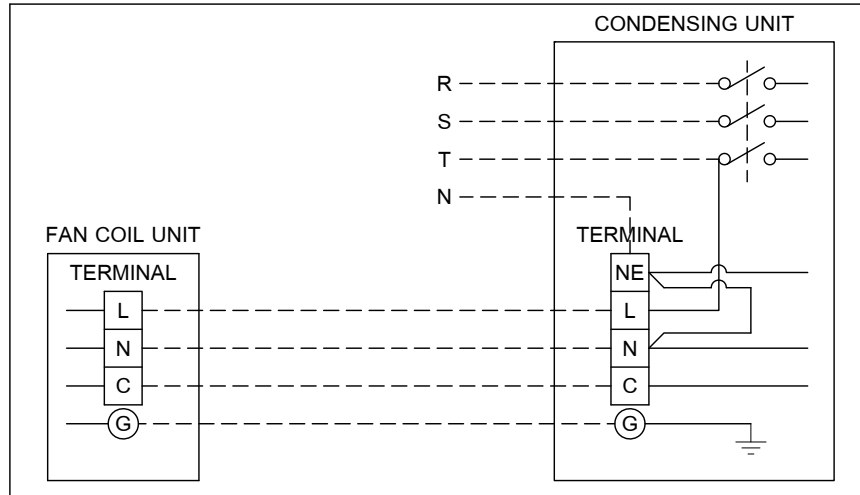 CONDENSING UNIT
R
S
T
N
FAN COIL UNIT
TERMINAL
TERMINAL
NE
L
L
N
N
C
C
G
G